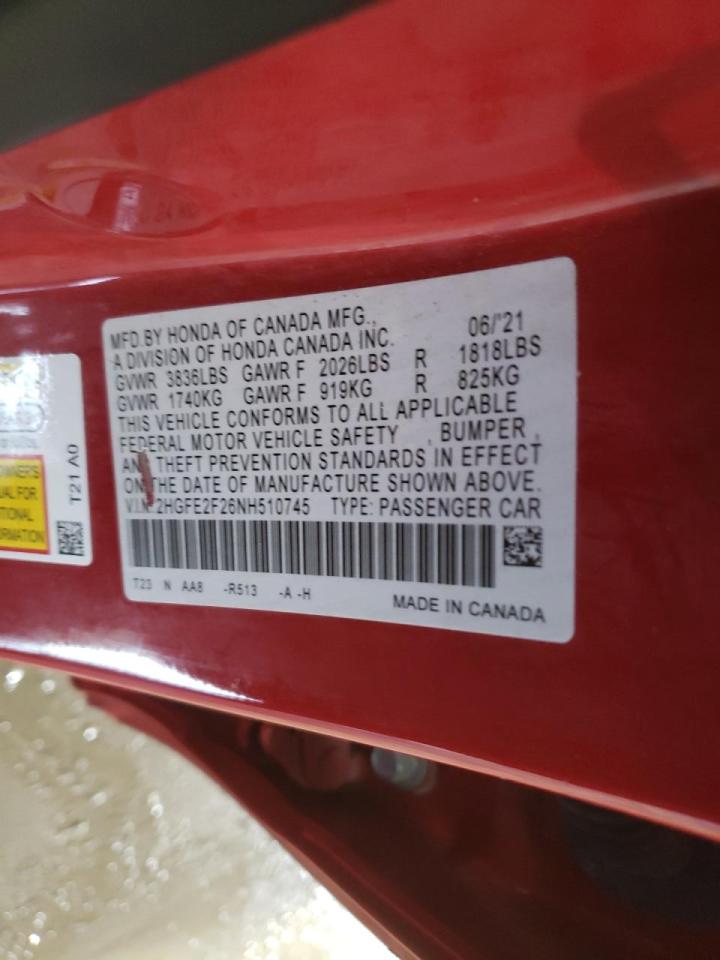 MFD.BY HONDA OF CANADA MFG., 06/'21
A DIVISION OF HONDA CANADA INC.
GVWR 3836LBS GAWR F 2026LBS R 1818LBS
GVWR 1740KG GAWR F 919KG R 825KG
THIS VEHICLE CONFORMS TO ALL APPLICABLE
FEDERAL MOTOR VEHICLE SAFETY , BUMPER ,
AND THEFT PREVENTION STANDARDS IN EFFECT
ON THE DATE OF MANUFACTURE SHOWN ABOVE.
V.I.N. 2HGFE2F26NH510745 TYPE: PASSENGER CAR
T23 N AA8 -R513 -A -H
MADE IN CANADA
T21 A0
OWNER'S
FOR